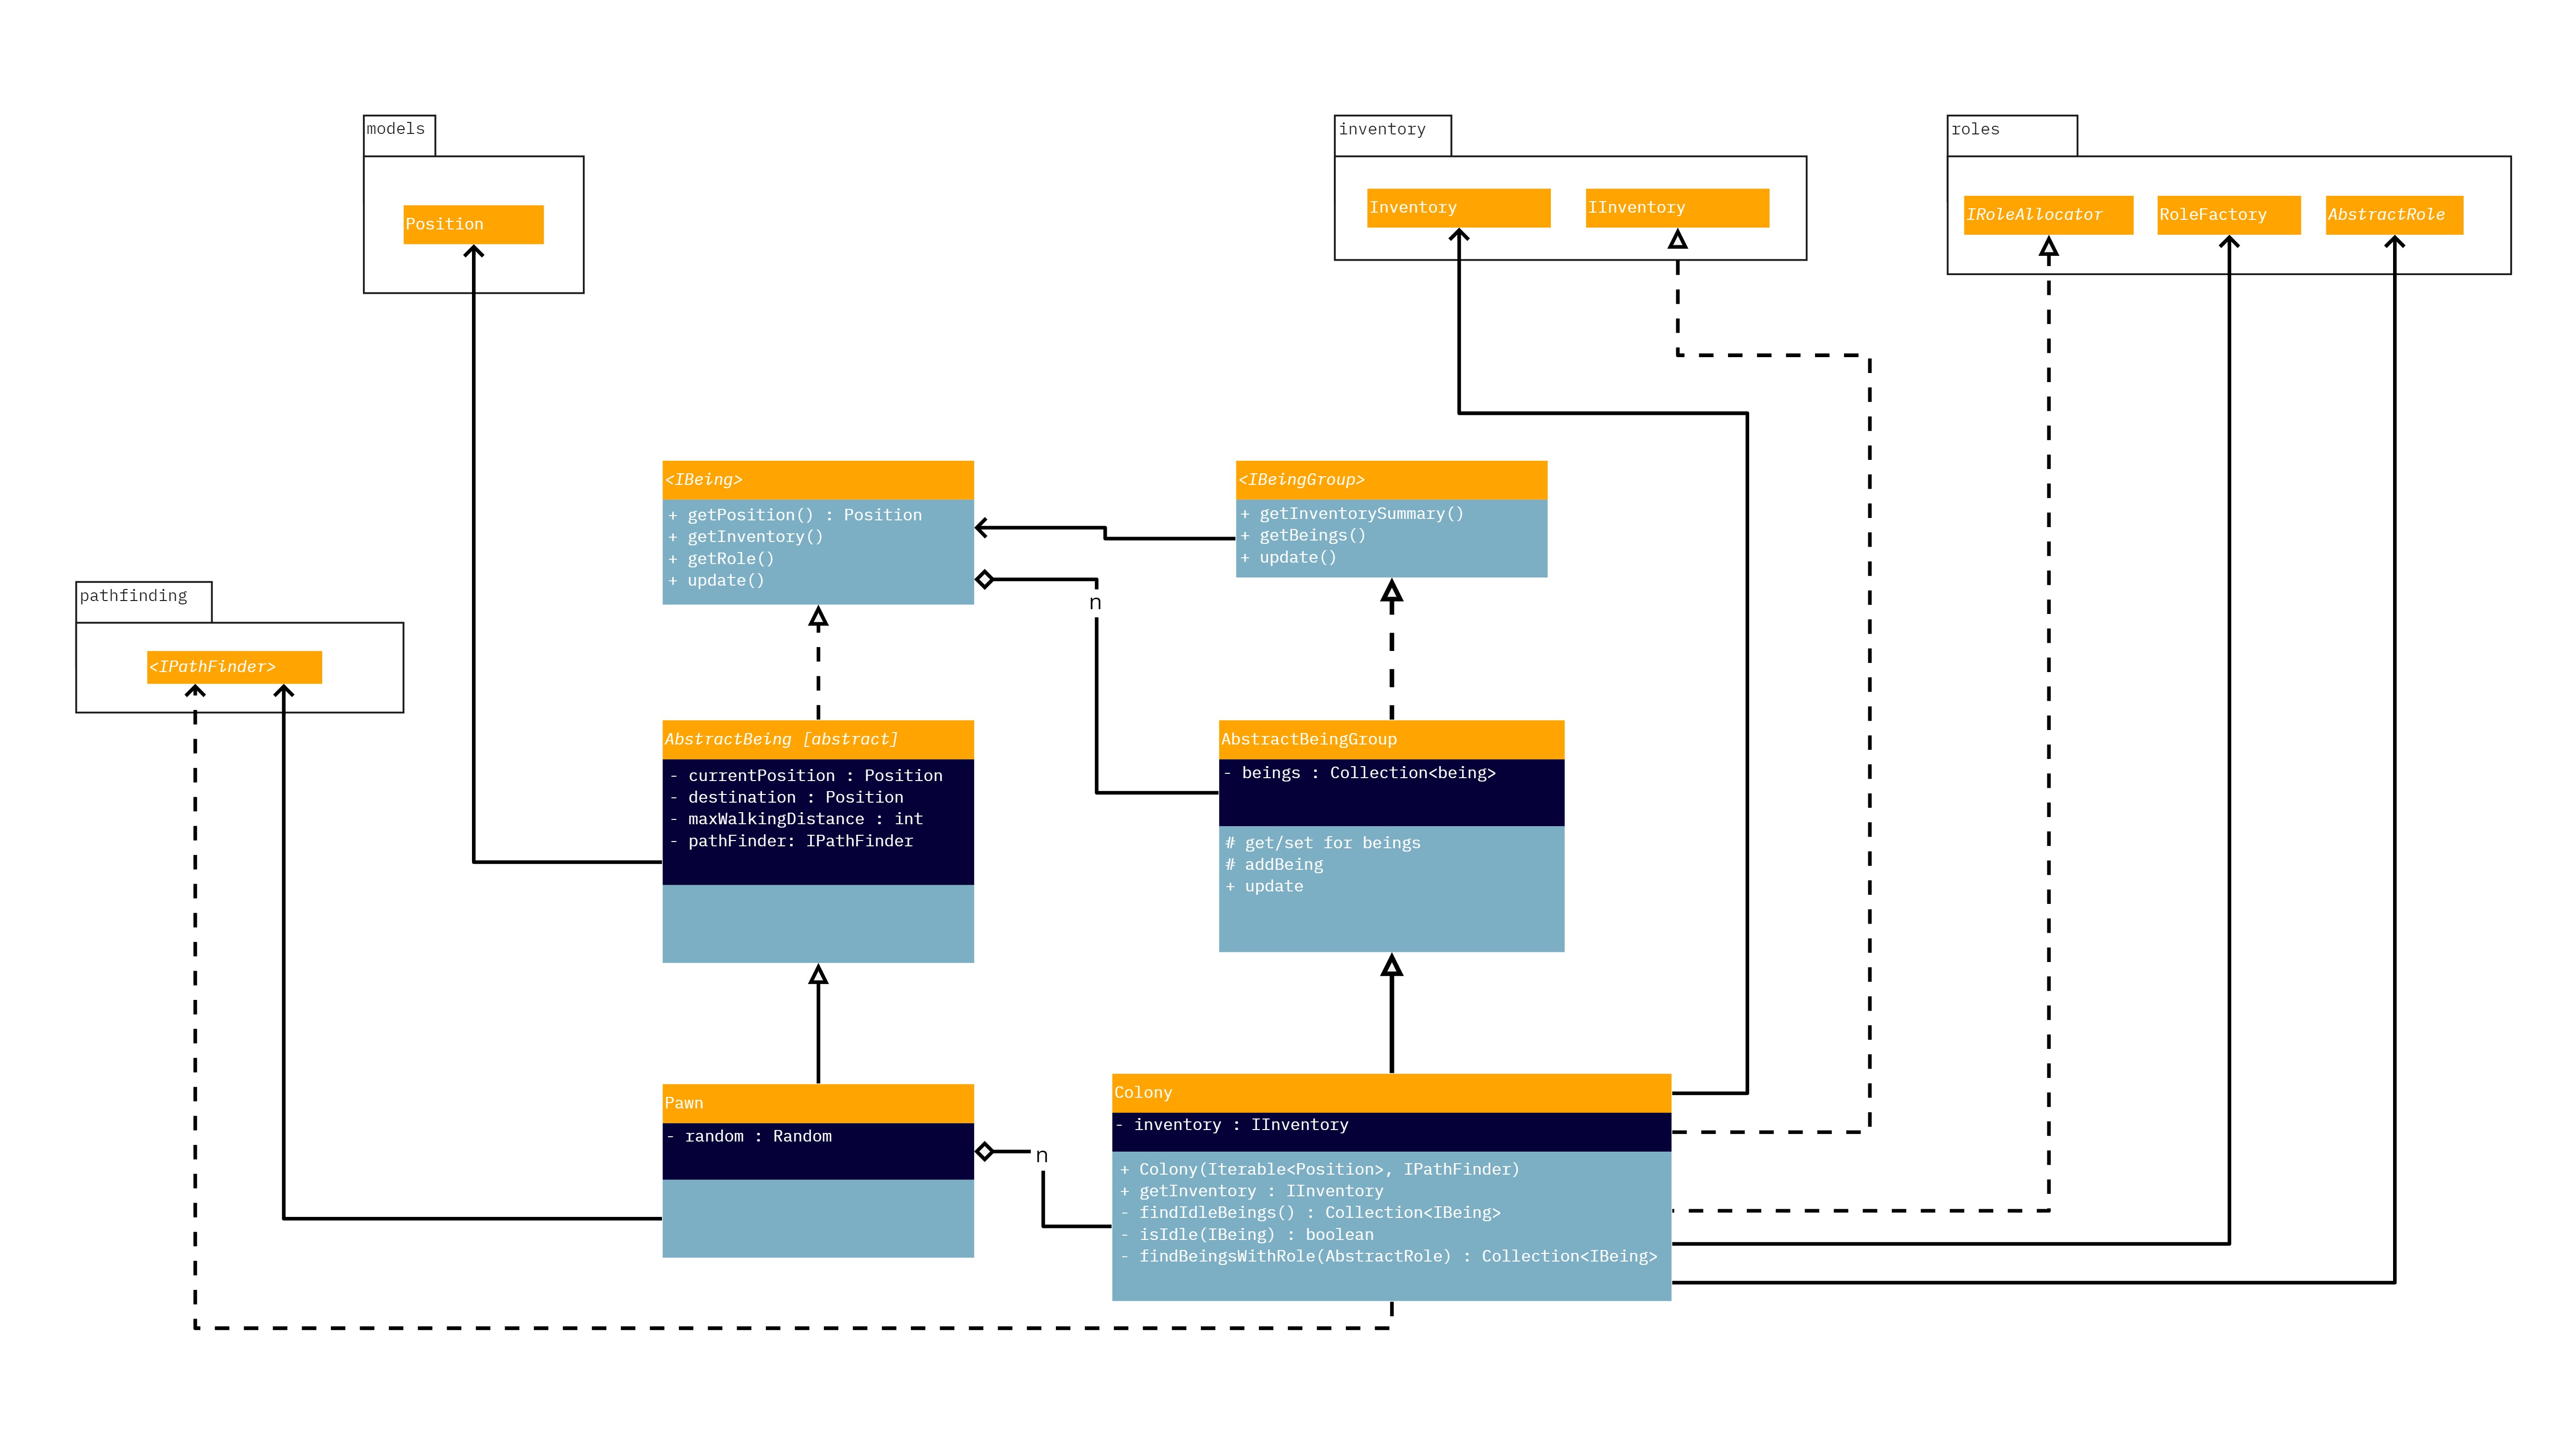 models
Position
inventory
Inventory
IInventory
roles
IRoleAllocator
RoleFactory
AbstractRole
<IBeing>
+ getPosition() : Position
+ getInventory()
+ getRole()
+ update()
<IBeingGroup>
+ getInventorySummary()
+ getBeings()
+ update()
n
pathfinding
<IPathFinder>
AbstractBeing [abstract]
- currentPosition : Position
- destination : Position
- maxWalkingDistance : int
- pathFinder: IPathFinder
AbstractBeingGroup
- beings : Collection<being>
# get/set for beings
# addBeing
+ update
Pawn
- random : Random
n
Colony
- inventory : IInventory
+ Colony(Iterable<Position>, IPathFinder)
+ getInventory : IInventory
- findIdleBeings() : Collection<IBeing>
- isIdle(IBeing) : boolean
- findBeingsWithRole(AbstractRole) : Collection<IBeing>